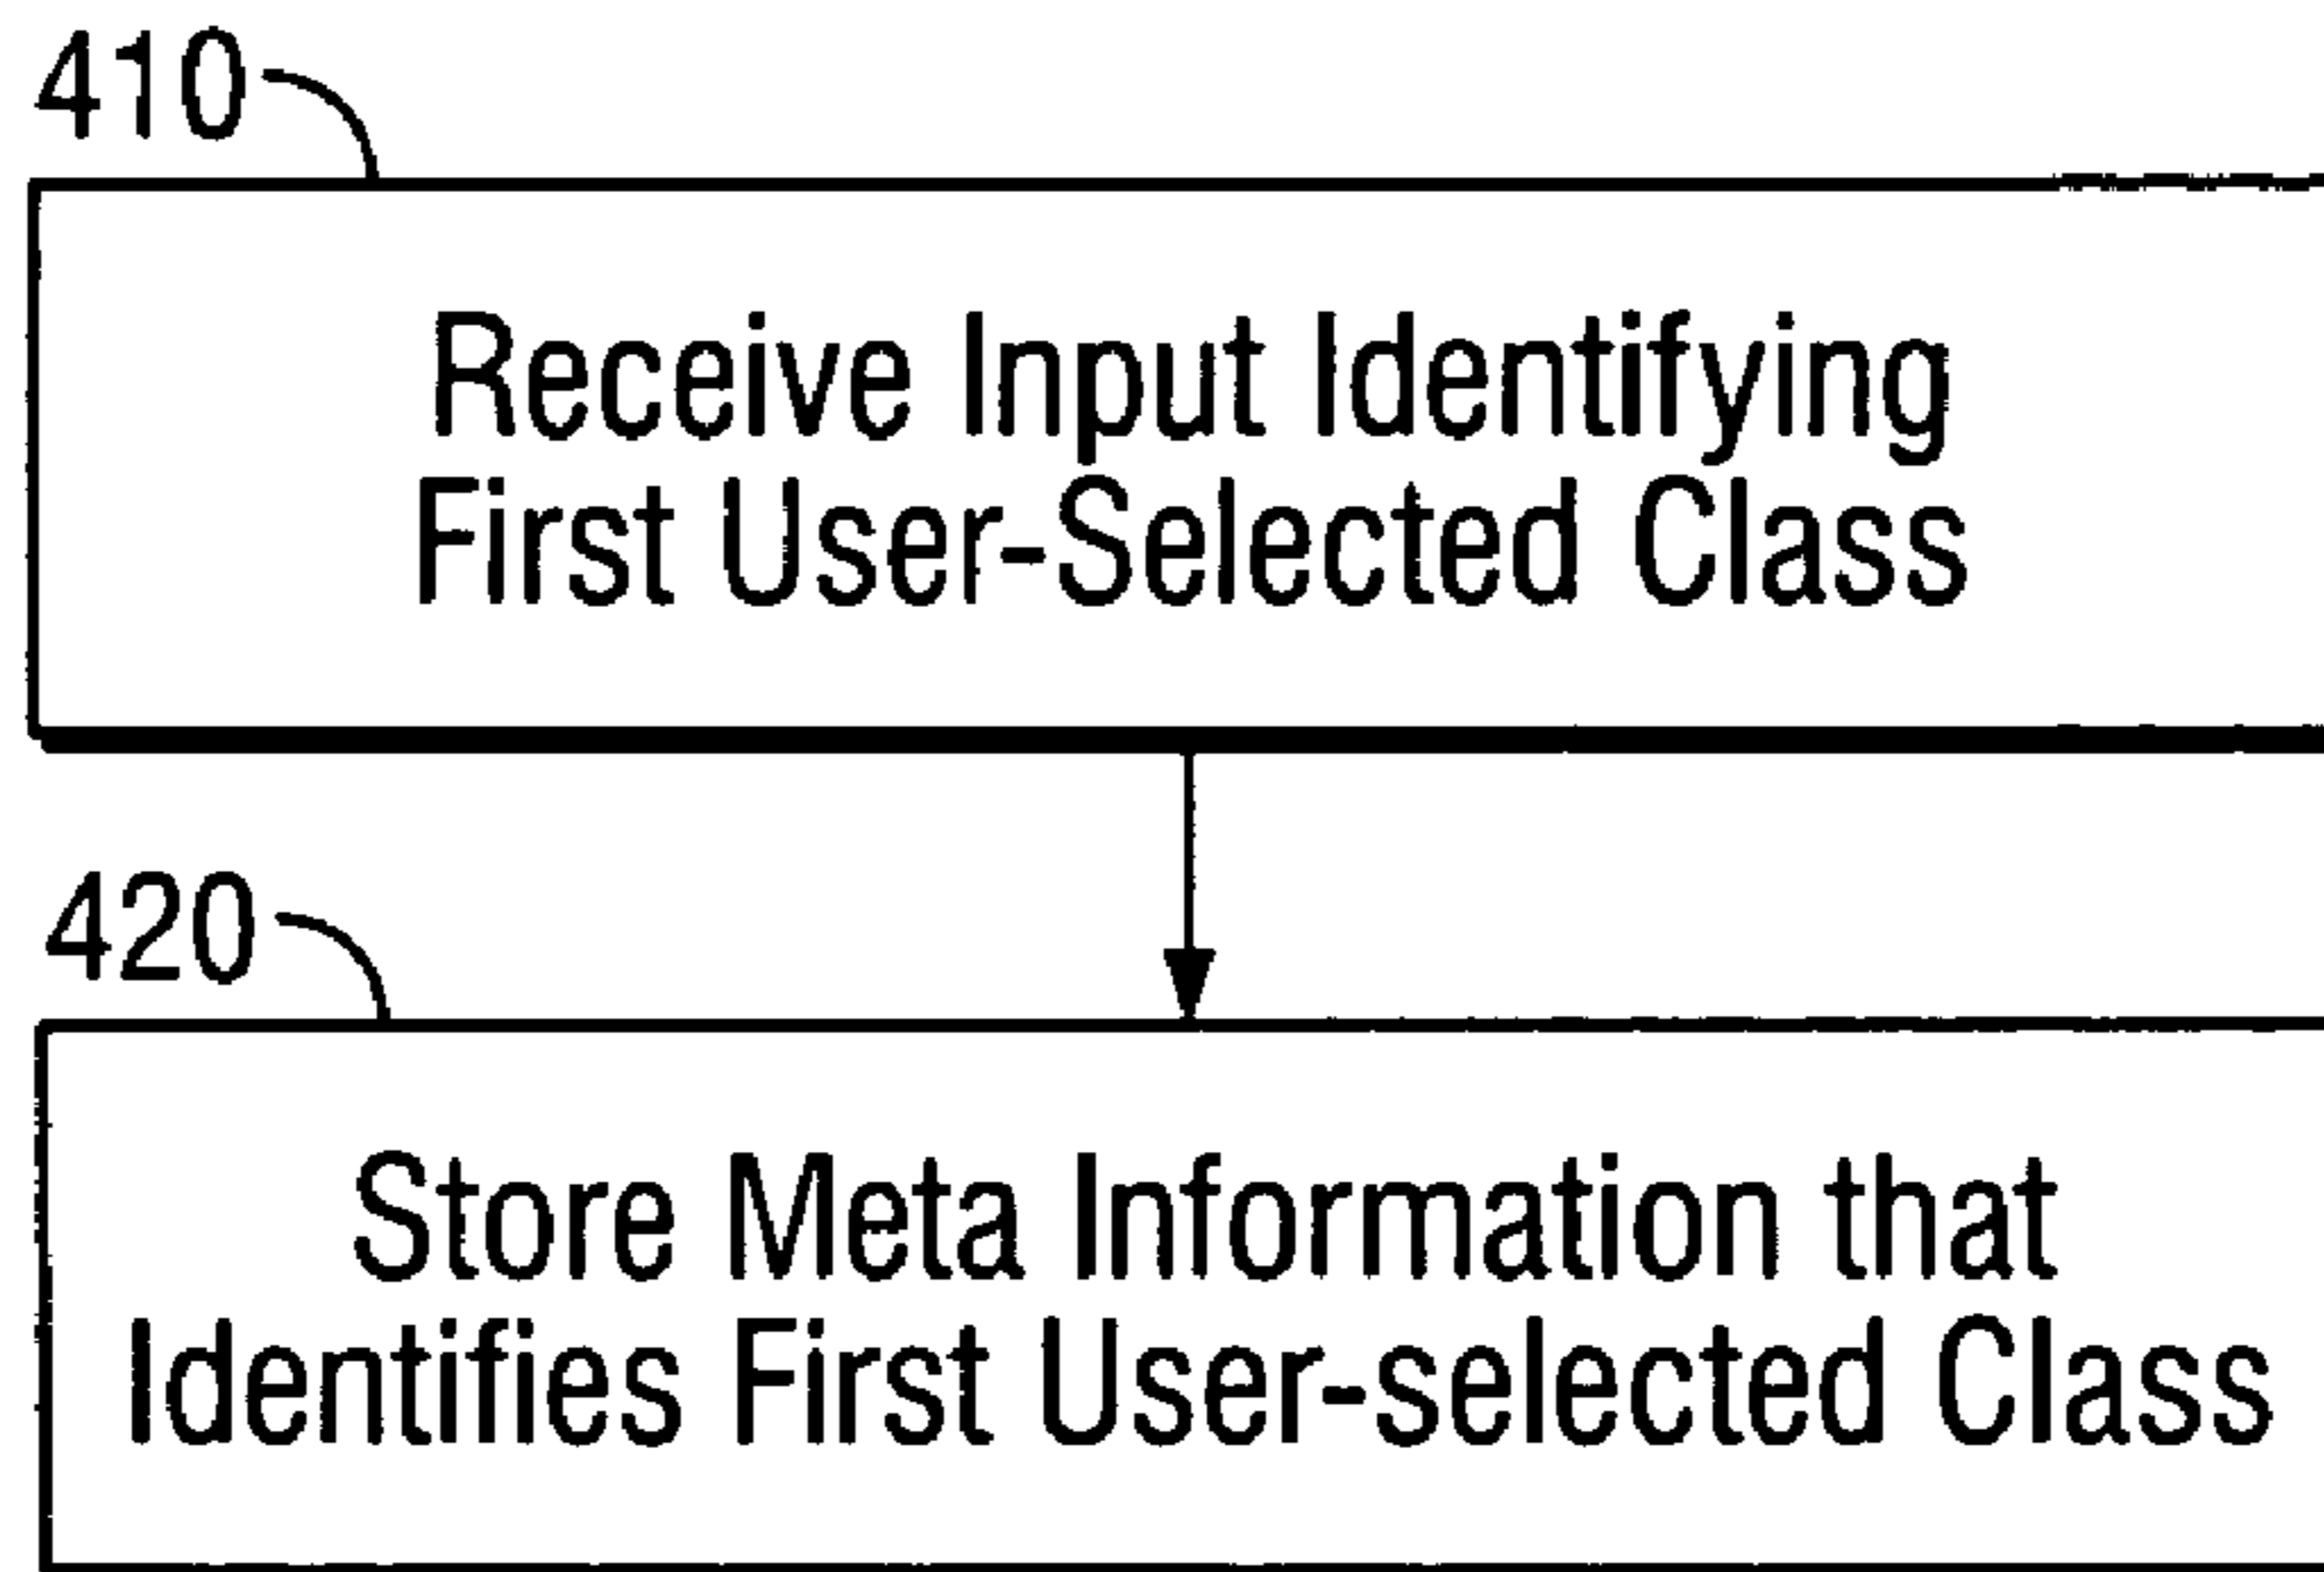 410
Receive Input Identifying
First User-Selected Class
420
Store Meta Information that
Identifies First User-selected Class